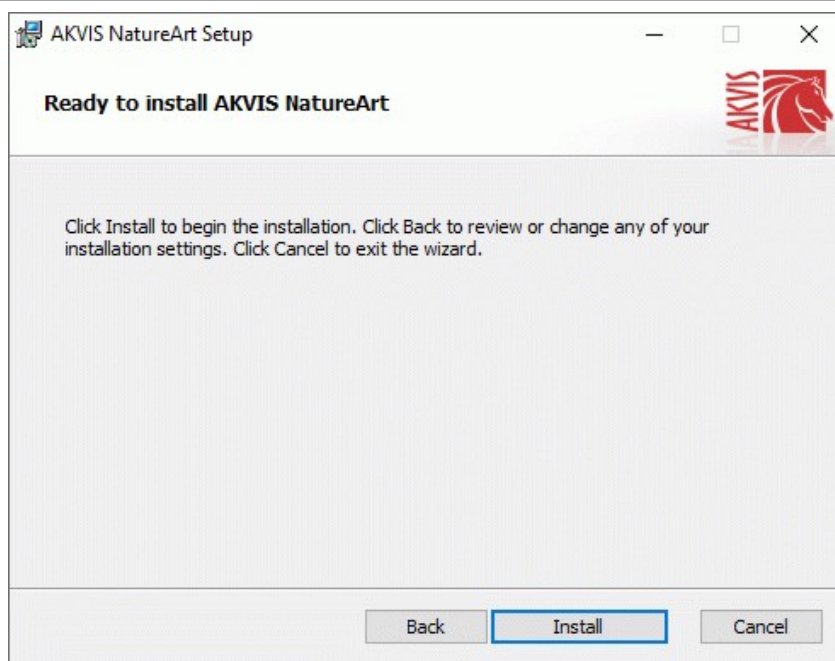 AKVIS NatureArt Setup
Ready to install AKVIS NatureArt
AKVIS
Click Install to begin the installation. Click Back to review or change any of your
installation settings. Click Cancel to exit the wizard.
Back
Install
Cancel